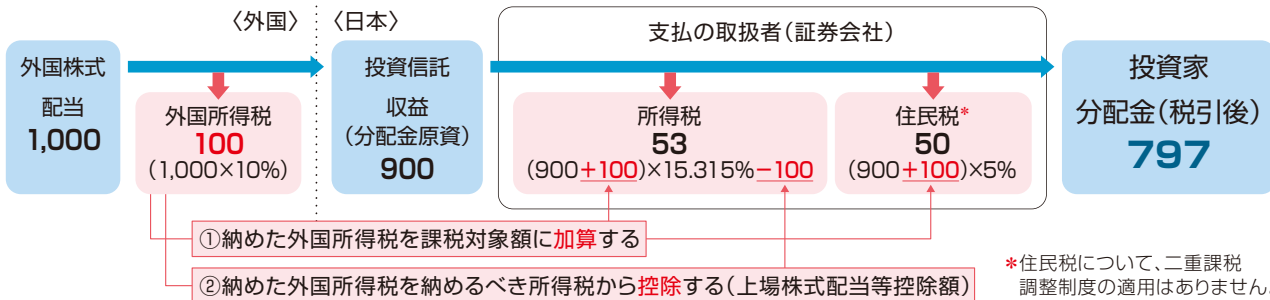 〈外国〉
〈日本〉
支払の取扱者(証券会社)
外国株式
配当
1,000
外国所得税
100
(1,000×10%)
投資信託
収益
(分配金原資)
900
所得税
53
(900+100)×15.315%−100
住民税*
50
(900+100)×5%
投資家
分配金(税引後)
797
①納めた外国所得税を課税対象額に加算する
②納めた外国所得税を納めるべき所得税から控除する(上場株式配当等控除額)
*住民税について、二重課税
調整制度の適用はありません。